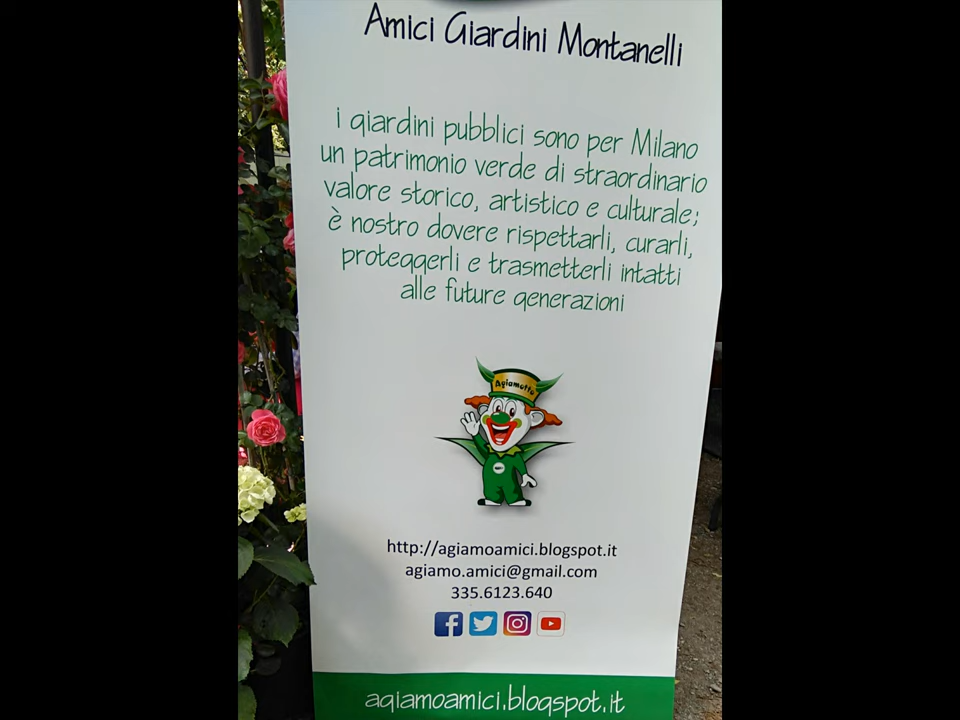 Amici Giardini Montanelli
i giardini pubblici sono per Milano
un patrimonio verde di straordinario
valore storico, artistico e culturale;
è nostro dovere rispettarli, curarli,
proteggerli e trasmetterli intatti
alle future generazioni
Agiamotto
http://agiamoamici.blogspot.it
agiamo.amici@gmail.com
335.6123.640
agiamoamici.blogspot.it